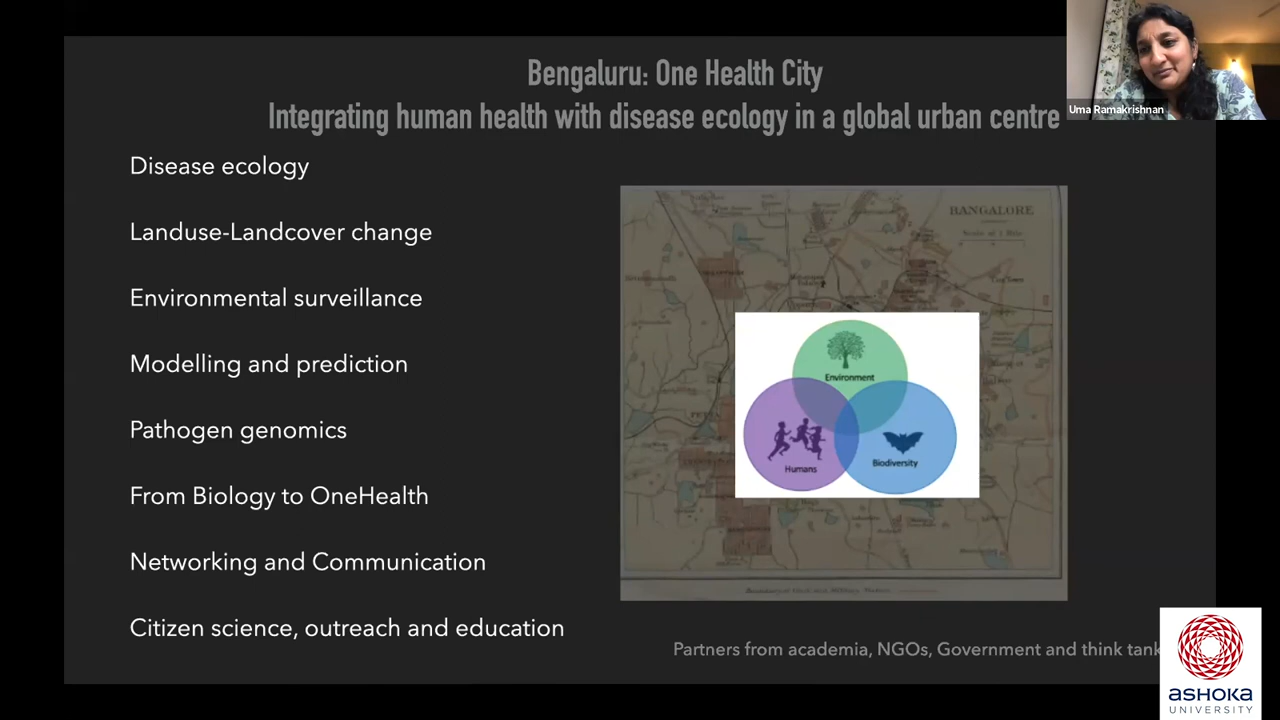 Bengaluru: One Health City
Integrating human health with disease ecology in a global urban centre
Uma Ramakrishnan
Disease ecology
Landuse-Landcover change
Environmental surveillance
Modelling and prediction
Pathogen genomics
From Biology to OneHealth
Networking and Communication
Citizen science, outreach and education
BANGALORE
Environment
Humans
Biodiversity
Partners from academia, NGOs, Government and think tank
ASHOKA
UNIVERSITY